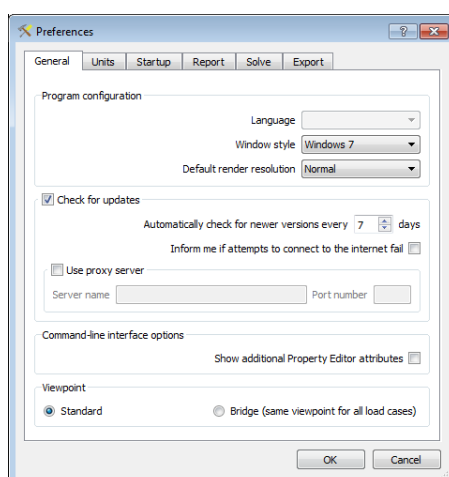 Preferences
General Units Startup Report Solve Export
Program configuration
Language
Window style Windows 7
Default render resolution Normal
Check for updates
Automatically check for newer versions every 7 days
Inform me if attempts to connect to the internet fail
Use proxy server
Server name Port number
Command-line interface options
Show additional Property Editor attributes
Viewpoint
Standard Bridge (same viewpoint for all load cases)
OK Cancel